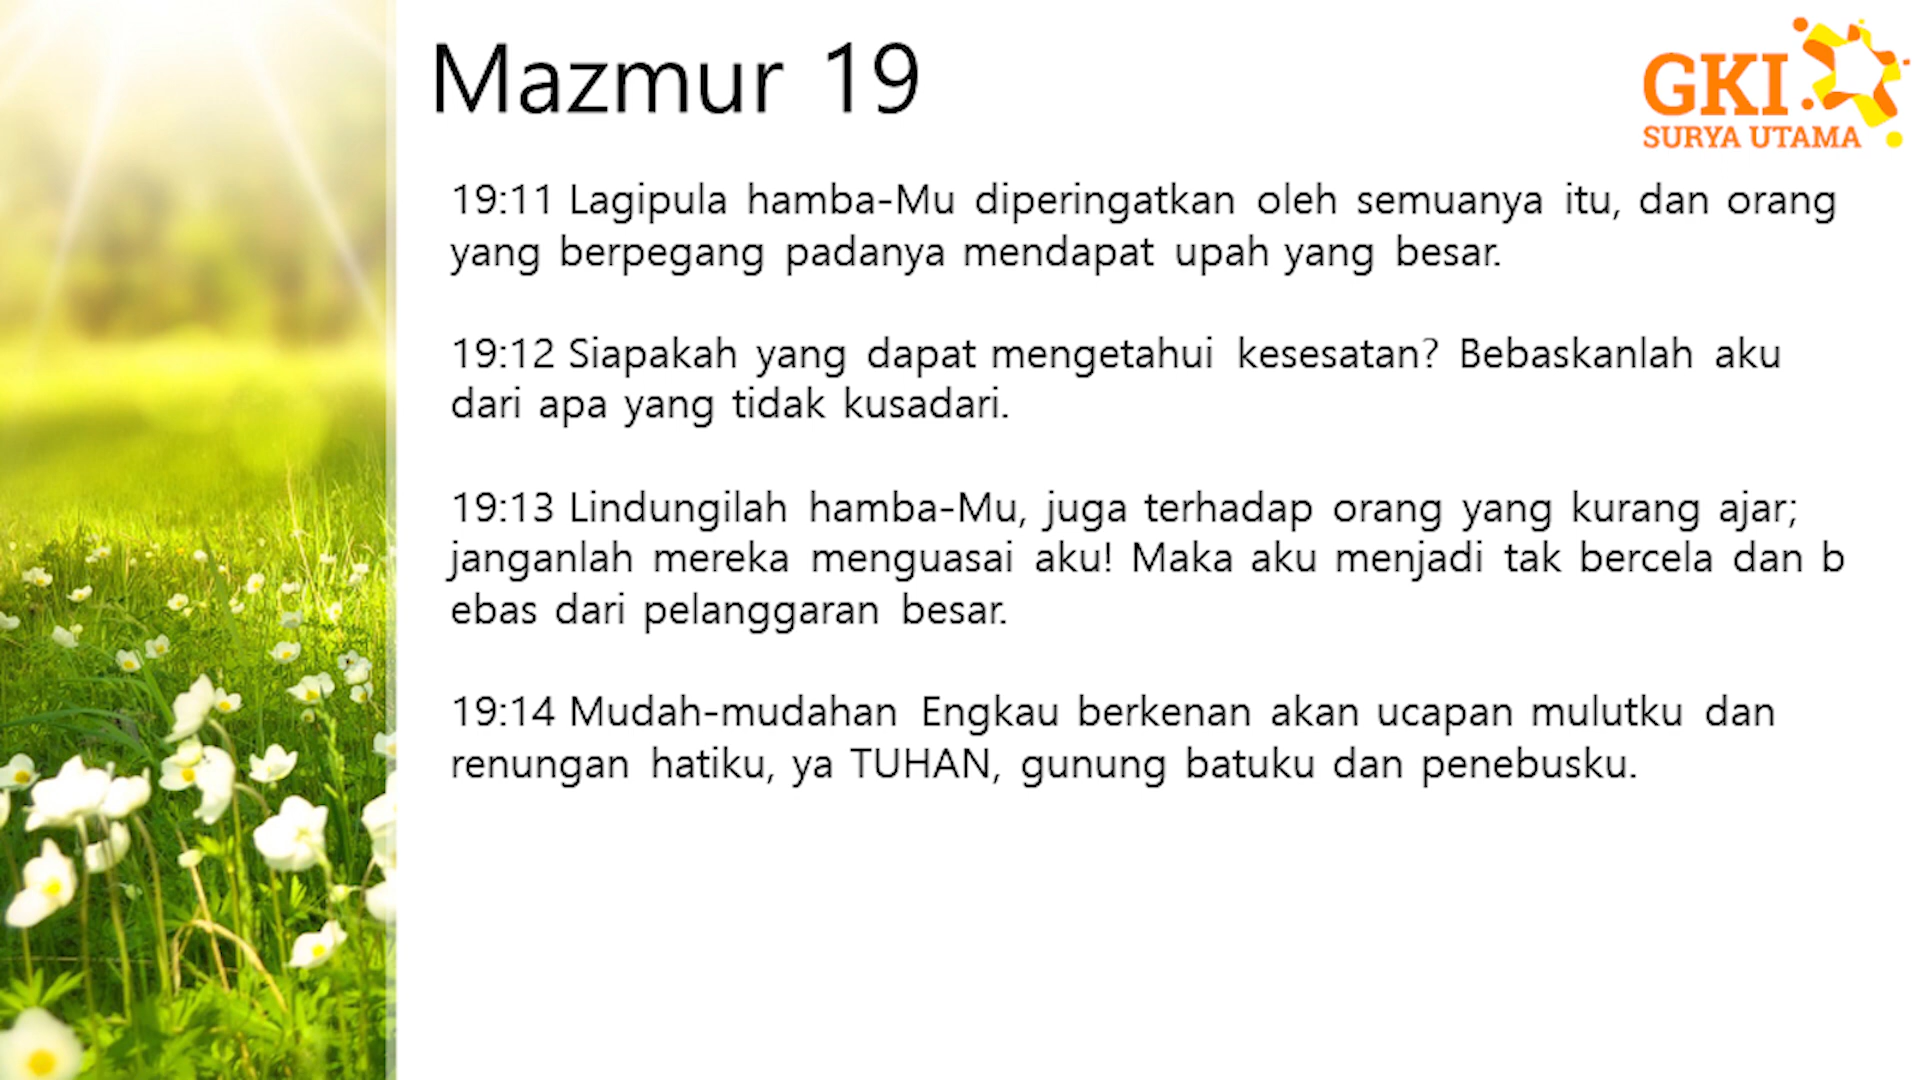 Mazmur 19
GKI
SURYA UTAMA
19:11 Lagipula hamba-Mu diperingatkan oleh semuanya itu, dan orang
yang berpegang padanya mendapat upah yang besar.
19:12 Siapakah yang dapat mengetahui kesesatan? Bebaskanlah aku
dari apa yang tidak kusadari.
19:13 Lindungilah hamba-Mu, juga terhadap orang yang kurang ajar;
janganlah mereka menguasai aku! Maka aku menjadi tak bercela dan b
ebas dari pelanggaran besar.
19:14 Mudah-mudahan Engkau berkenan akan ucapan mulutku dan
renungan hatiku, ya TUHAN, gunung batuku dan penebusku.